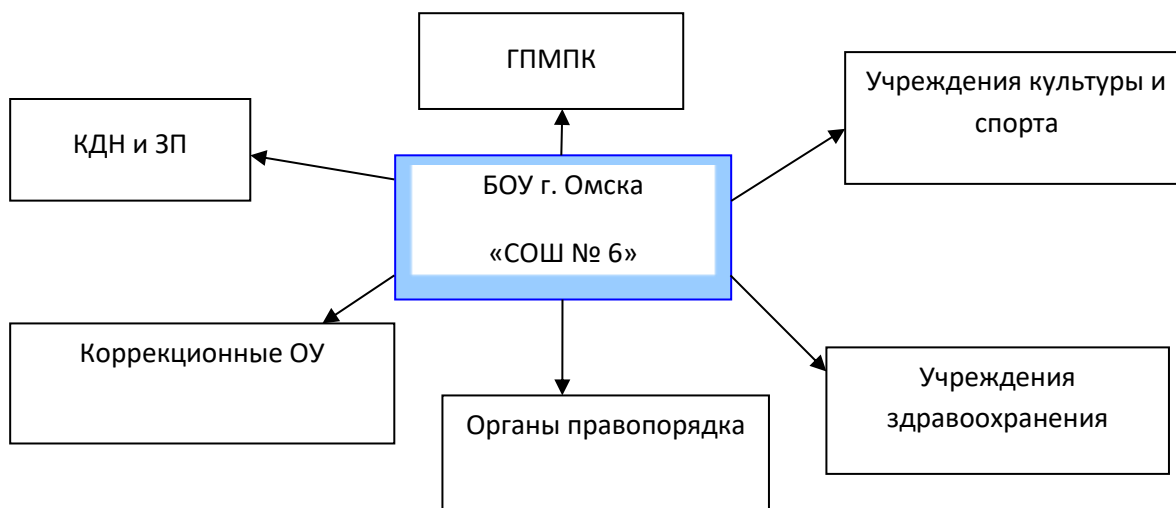 ГПМПК
Учреждения культуры и
спорта
КДН и ЗП
БОУ г. Омска
«СОШ № 6»
Коррекционные ОУ
Учреждения
здравоохранения
Органы правопорядка